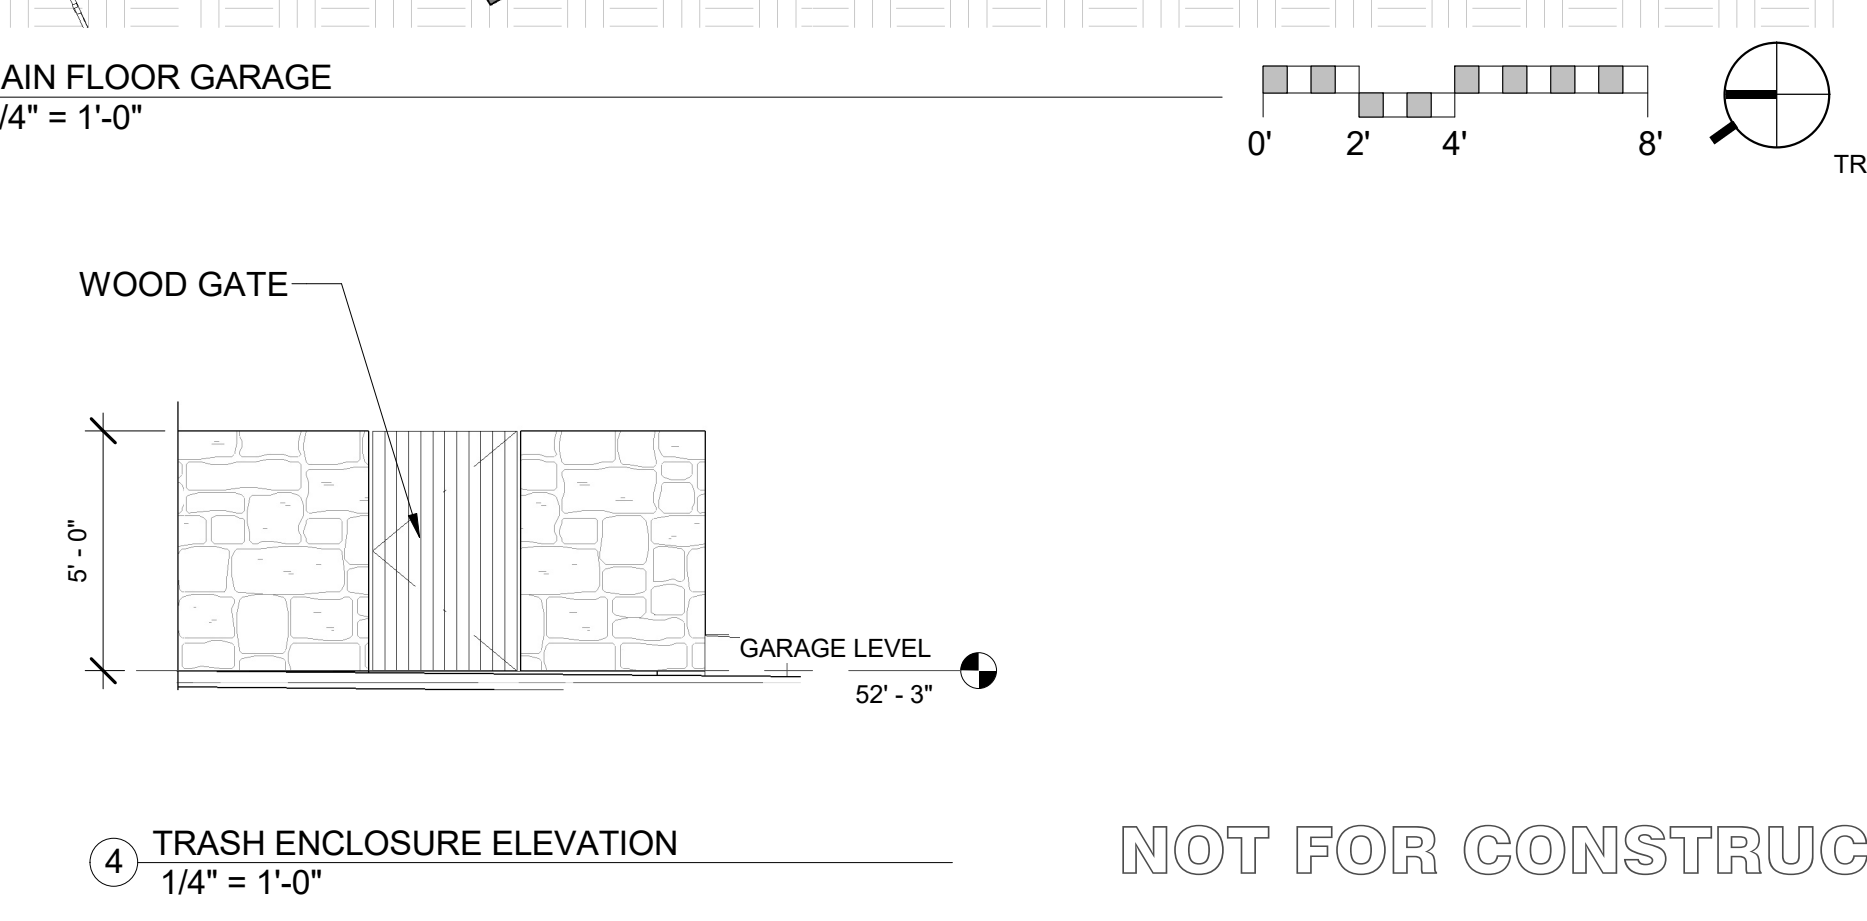 AIN FLOOR GARAGE
/4" = 1'-0"
0' 2' 4' 8'
TR
WOOD GATE
5' - 0"
GARAGE LEVEL
52' - 3"
4 TRASH ENCLOSURE ELEVATION
1/4" = 1'-0"
NOT FOR CONSTRUC